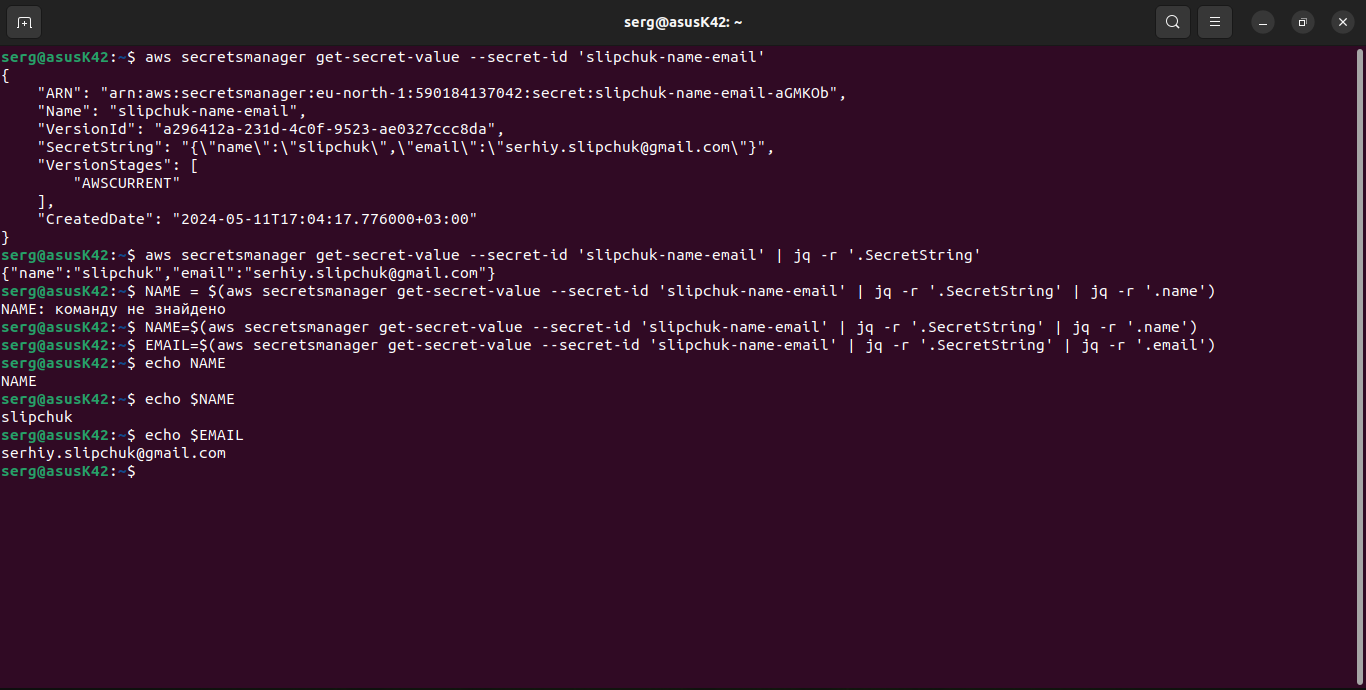 serg@asusK42: ~
serg@asusK42:~$ aws secretsmanager get-secret-value --secret-id 'slipchuk-name-email'
{
    "ARN": "arn:aws:secretsmanager:eu-north-1:590184137042:secret:slipchuk-name-email-aGMKOb",
    "Name": "slipchuk-name-email",
    "VersionId": "a296412a-231d-4c0f-9523-ae0327ccc8da",
    "SecretString": "{\"name\":\"slipchuk\",\"email\":\"serhiy.slipchuk@gmail.com\"}",
    "VersionStages": [
        "AWSCURRENT"
    ],
    "CreatedDate": "2024-05-11T17:04:17.776000+03:00"
}
serg@asusK42:~$ aws secretsmanager get-secret-value --secret-id 'slipchuk-name-email' | jq -r '.SecretString'
{"name":"slipchuk","email":"serhiy.slipchuk@gmail.com"}
serg@asusK42:~$ NAME = $(aws secretsmanager get-secret-value --secret-id 'slipchuk-name-email' | jq -r '.SecretString' | jq -r '.name')
NAME: команду не знайдено
serg@asusK42:~$ NAME=$(aws secretsmanager get-secret-value --secret-id 'slipchuk-name-email' | jq -r '.SecretString' | jq -r '.name')
serg@asusK42:~$ EMAIL=$(aws secretsmanager get-secret-value --secret-id 'slipchuk-name-email' | jq -r '.SecretString' | jq -r '.email')
serg@asusK42:~$ echo NAME
NAME
serg@asusK42:~$ echo $NAME
slipchuk
serg@asusK42:~$ echo $EMAIL
serhiy.slipchuk@gmail.com
serg@asusK42:~$